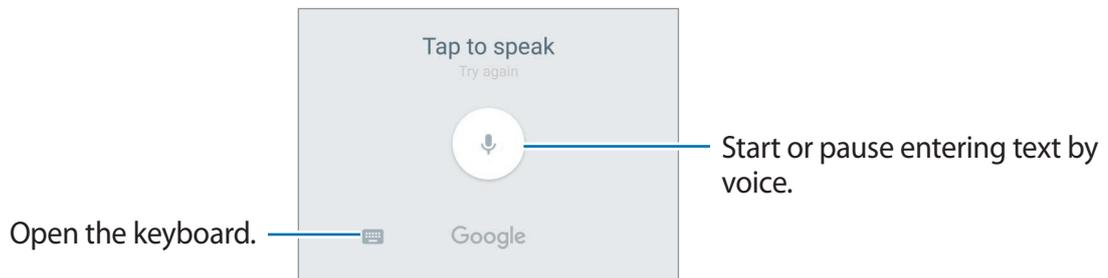 Tap to speak
Try again
Start or pause entering text by
voice.
Open the keyboard.
Google